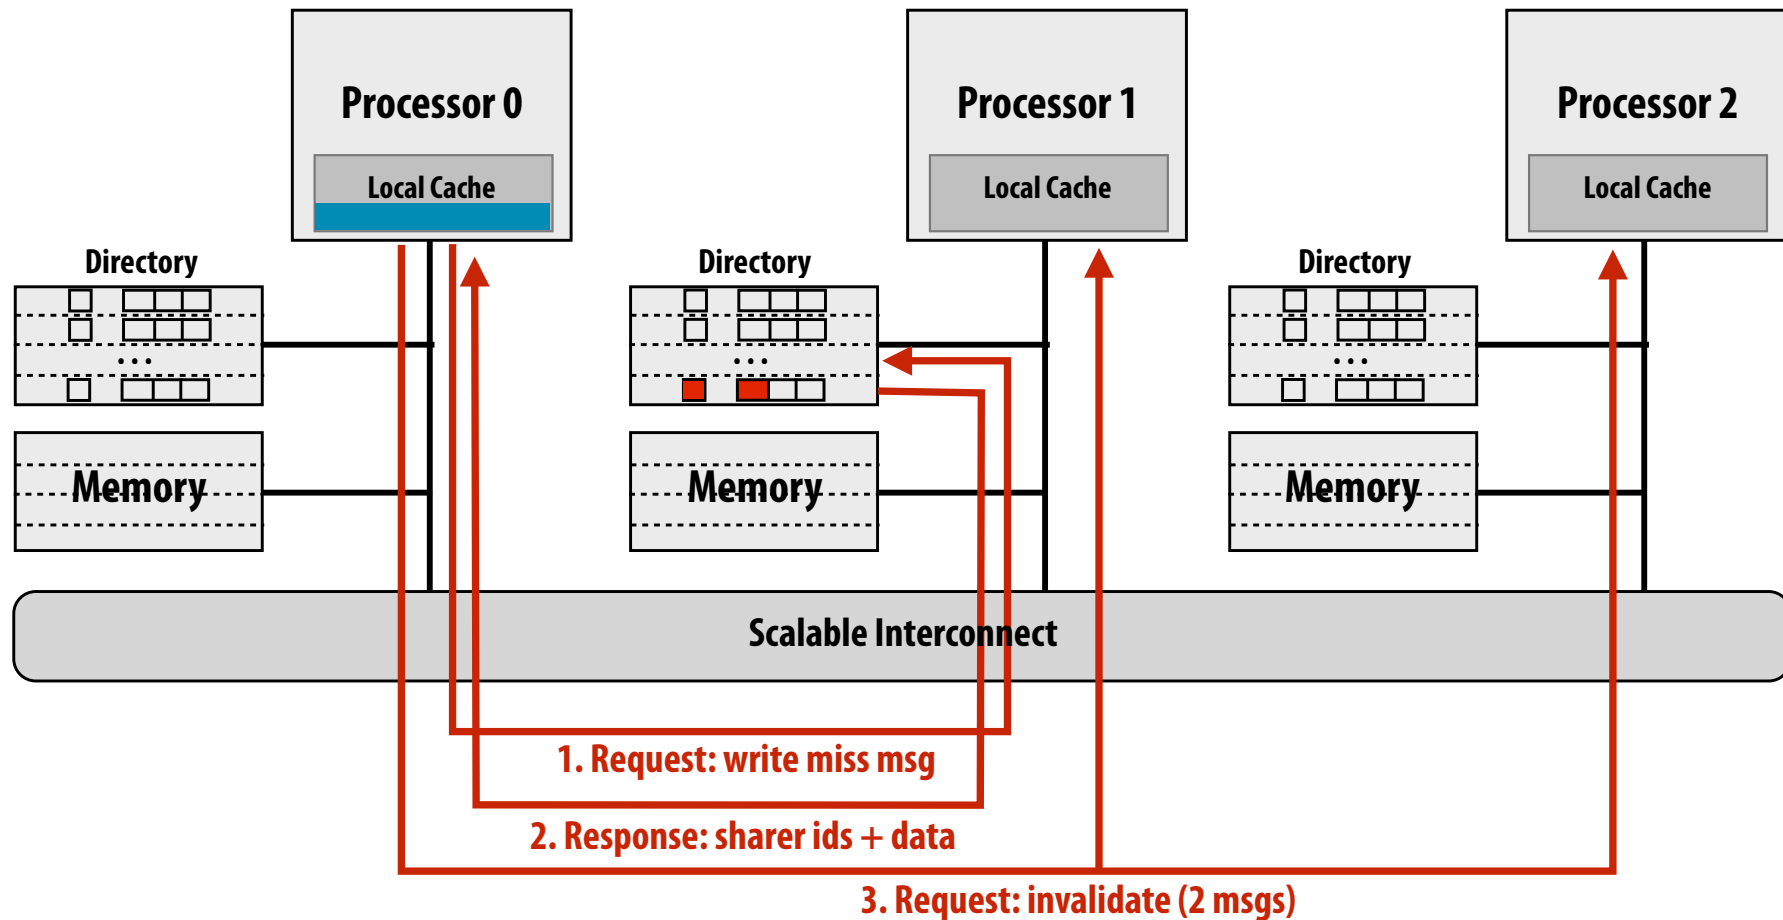 Processor 0
Local Cache
Processor 1
Local Cache
Processor 2
Local Cache
Directory
...
Memory
Directory
...
Memory
Directory
...
Memory
Scalable Interconnect
1. Request: write miss msg
2. Response: sharer ids + data
3. Request: invalidate (2 msgs)